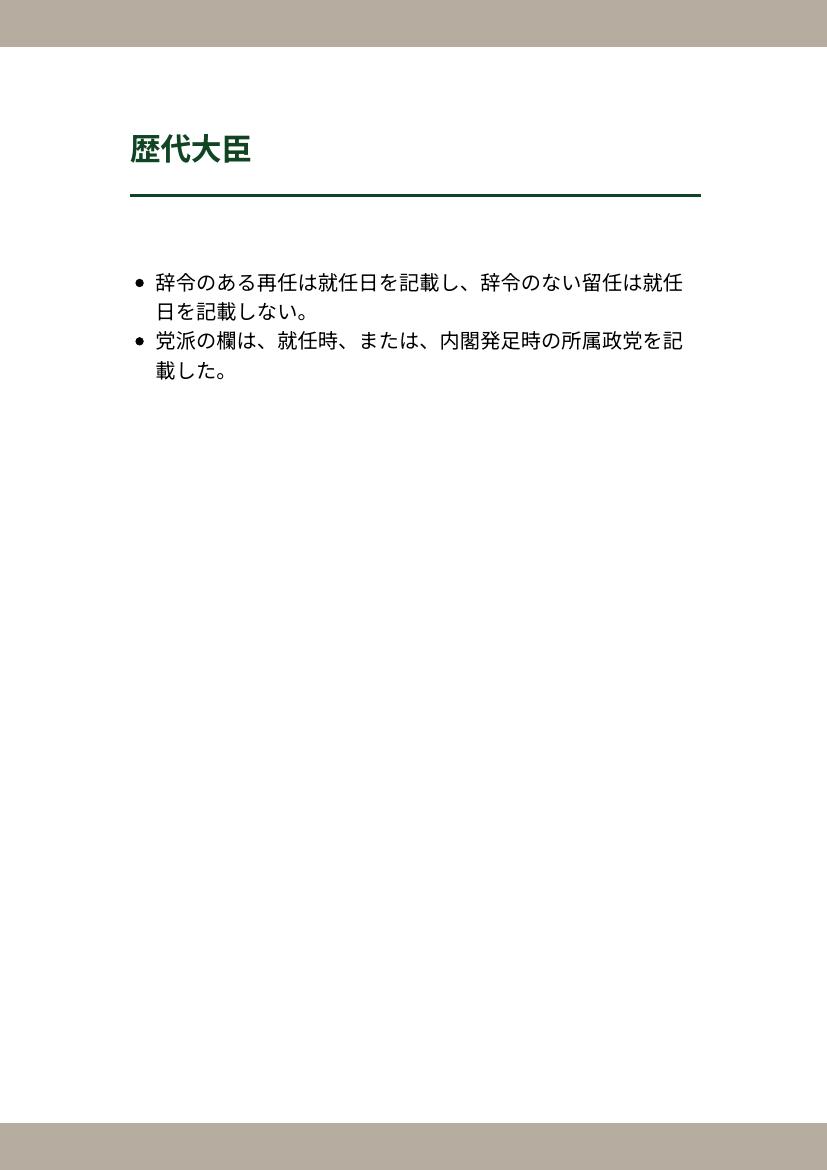 歴代大臣
● 辞令のある再任は就任日を記載し、辞令のない留任は就任
日を記載しない。
● 党派の欄は、就任時、または、内閣発足時の所属政党を記
載した。